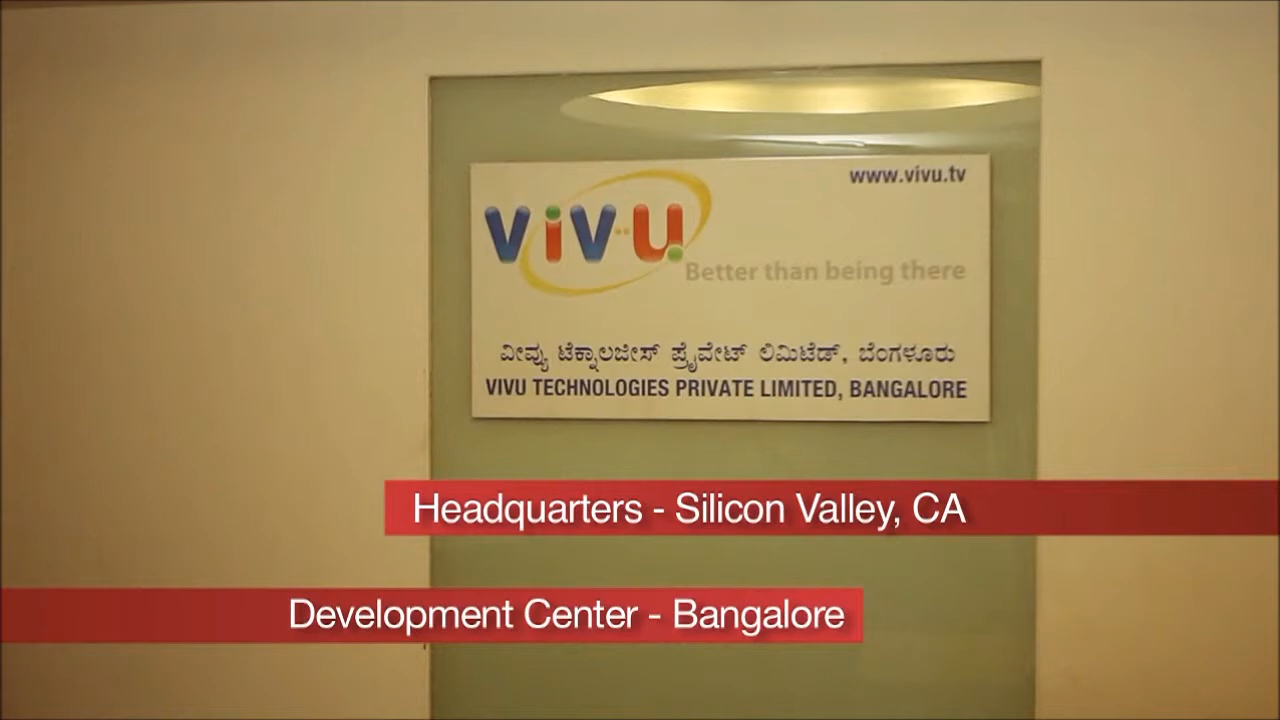 www.vivu.tv
ViVU
Better than being there
ವೀವ್ಯು ಟೆಕ್ನಾಲಜೀಸ್ ಪ್ರೈವೇಟ್ ಲಿಮಿಟೆಡ್, ಬೆಂಗಳೂರು
VIVU TECHNOLOGIES PRIVATE LIMITED, BANGALORE
Headquarters - Silicon Valley, CA
Development Center - Bangalore